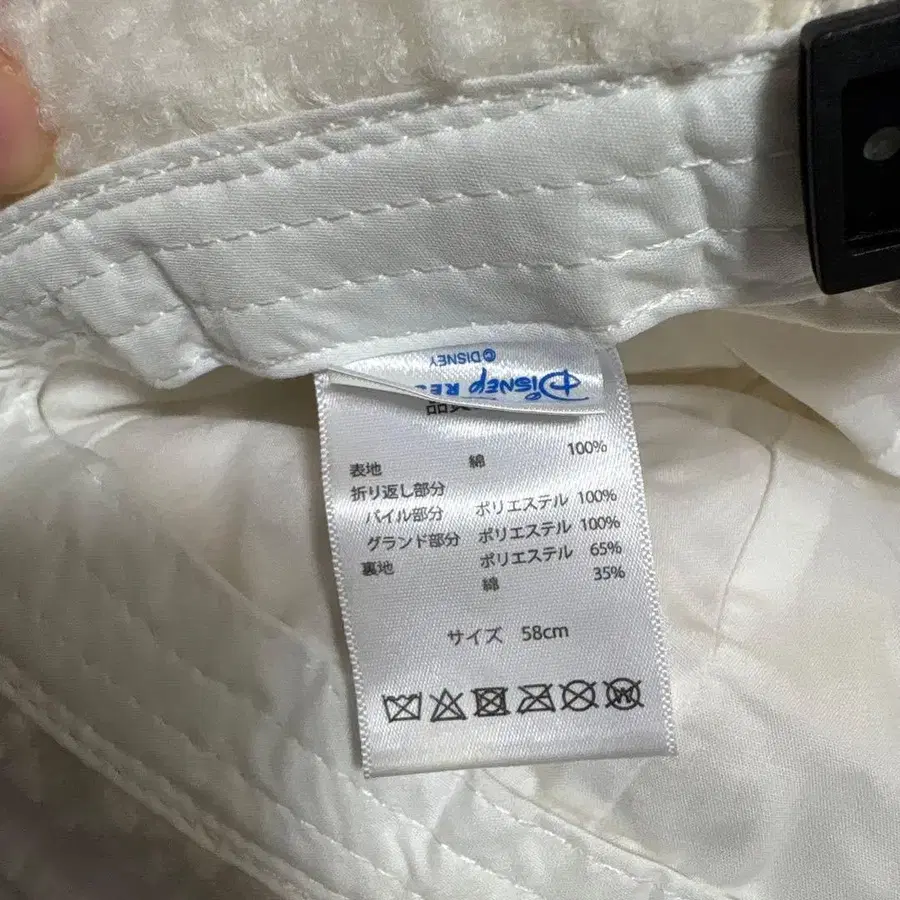 © DISNEY
DISNEY RES
表地 綿 100%
折り返し部分
パイル部分 ポリエステル 100%
グランド部分 ポリエステル 100%
裏地 ポリエステル 65%
綿 35%
サイズ 58cm
W